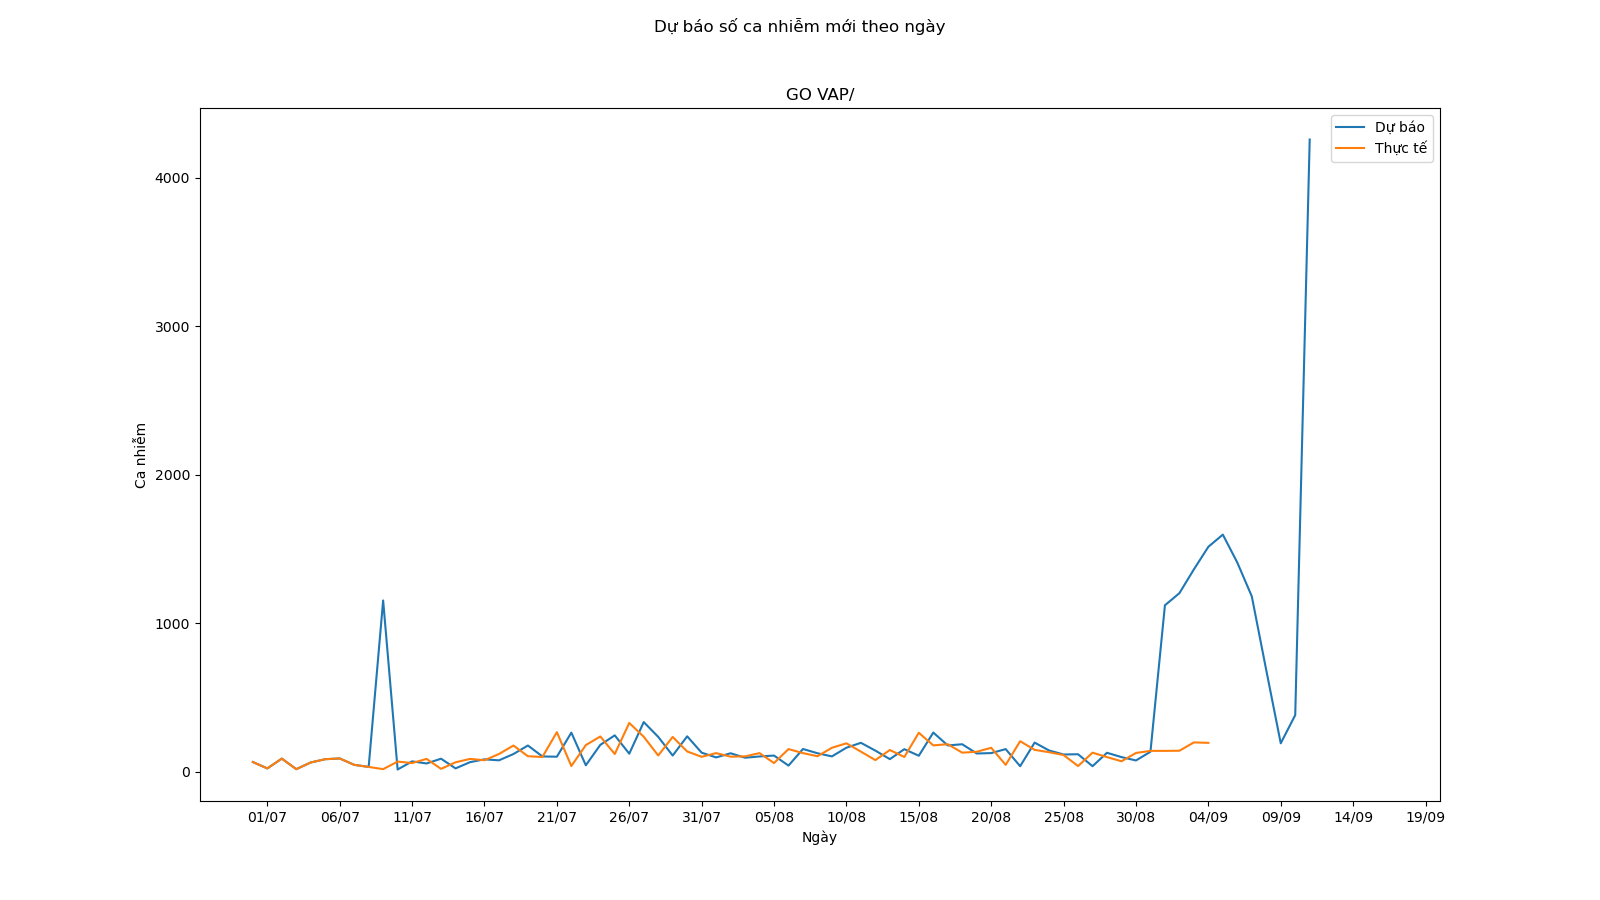 Dự báo số ca nhiễm mới theo ngày
GO VAP/
Dự báo
Thực tế
4000
3000
2000
1000
0
Ca nhiễm
01/07 06/07 11/07 16/07 21/07 26/07 31/07 05/08 10/08 15/08 20/08 25/08 30/08 04/09 09/09 14/09 19/09
Ngày